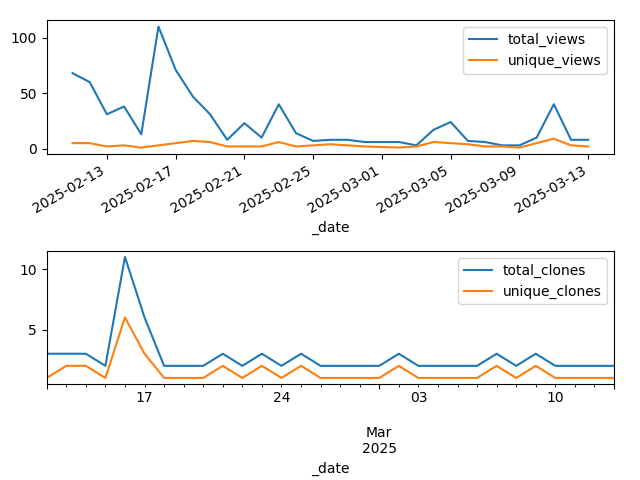 100
50
0
total_views
unique_views
2025-02-13
2025-02-17
2025-02-21
2025-02-25
2025-03-01
2025-03-05
2025-03-09
2025-03-13
_date
10
5
total_clones
unique_clones
17
24
03
10
Mar
2025
_date